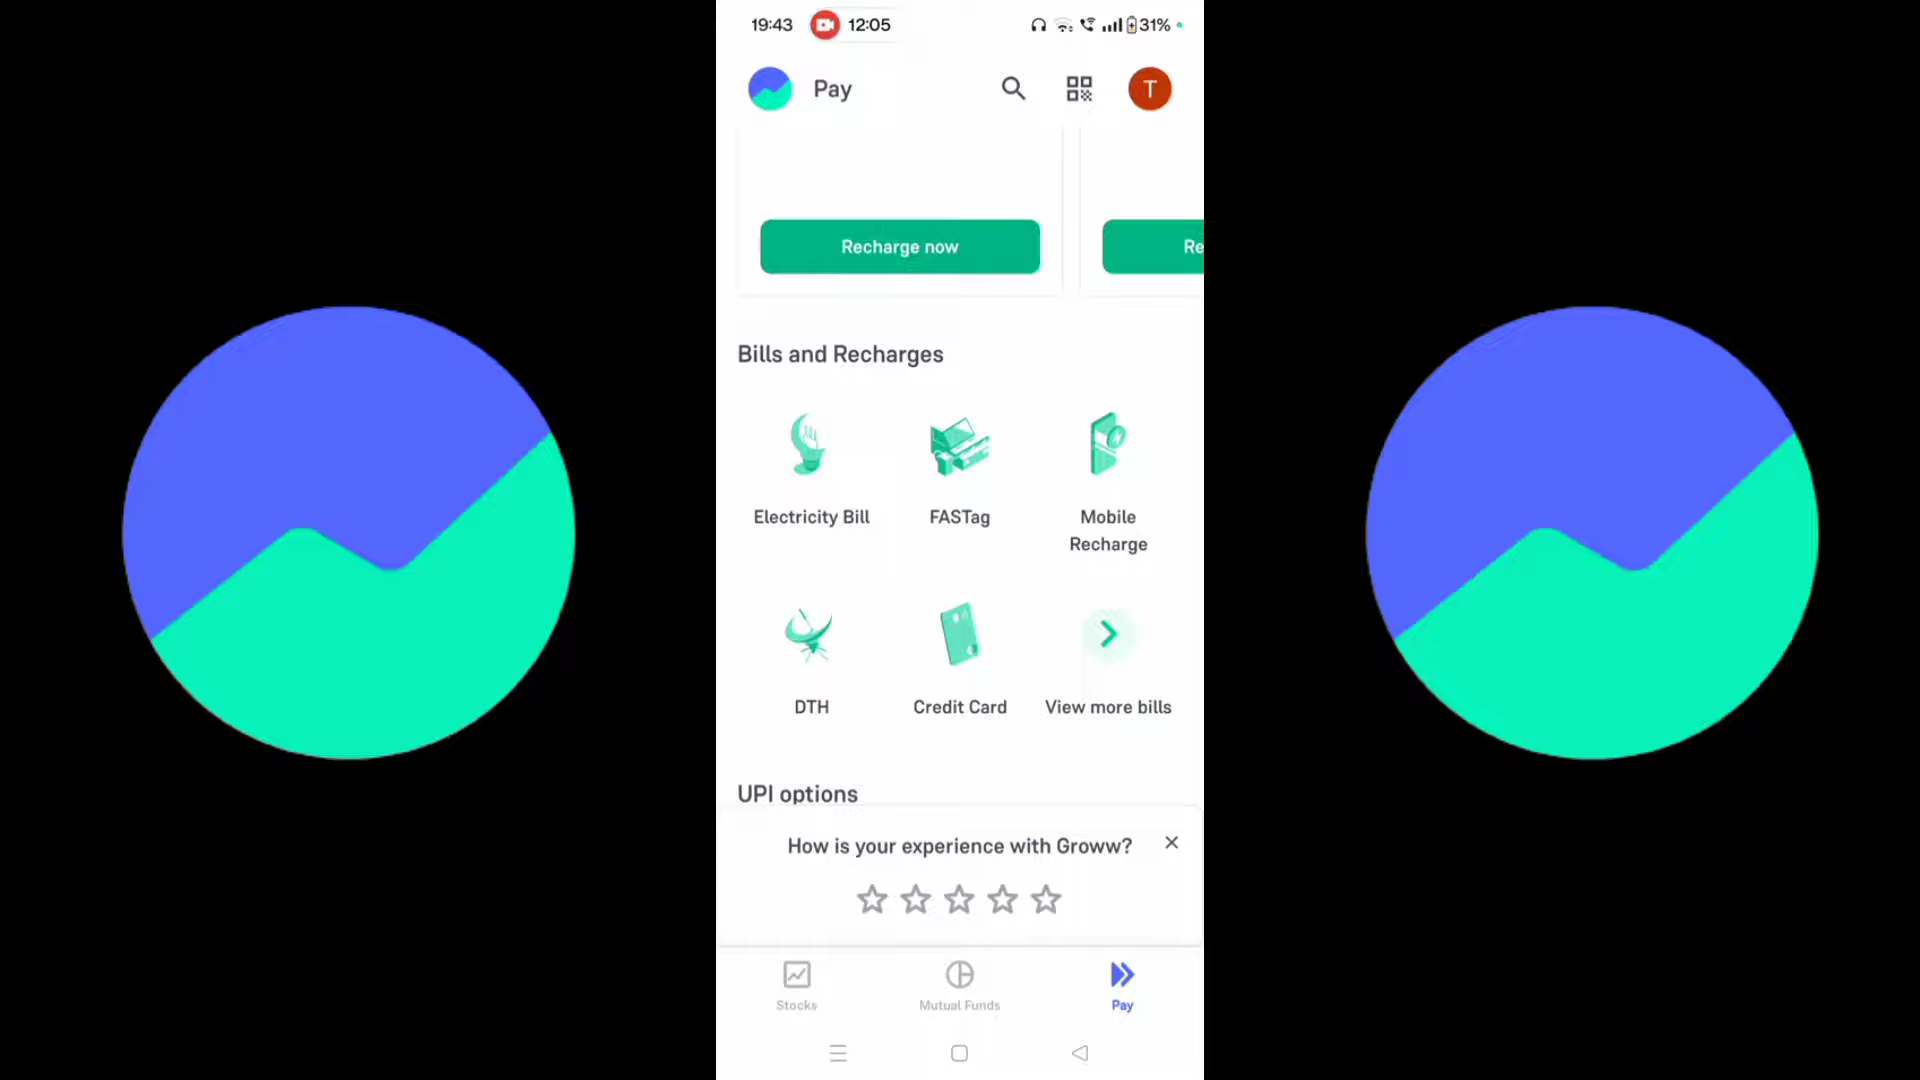 19:43 12:05 31%
Pay T
Recharge now Re
Bills and Recharges
Electricity Bill FASTag Mobile
Recharge
DTH Credit Card View more bills
UPI options
How is your experience with Groww?
Stocks Mutual Funds Pay